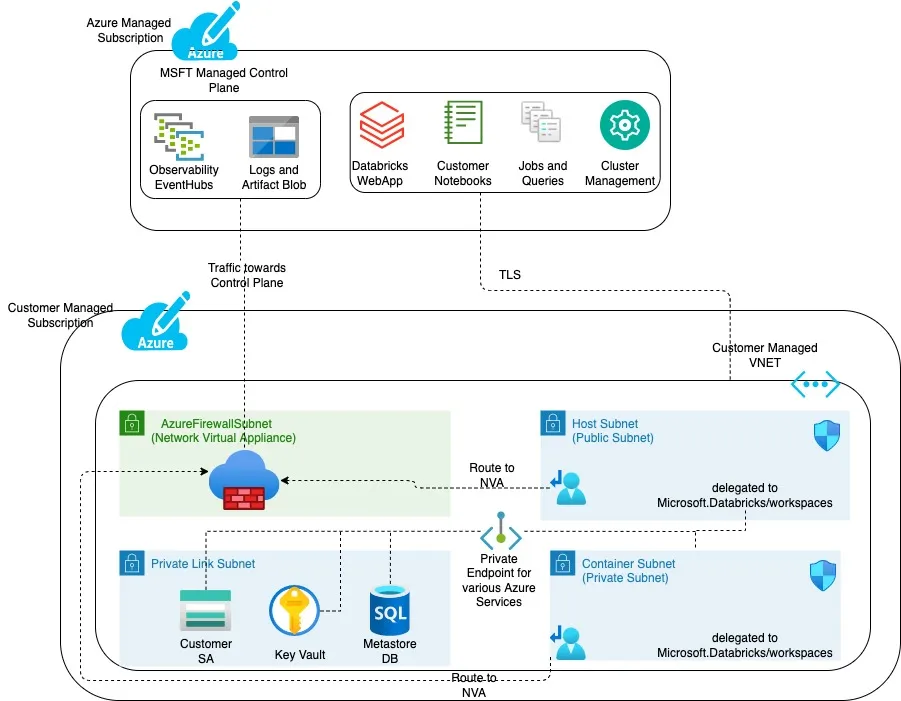 Azure Managed
Subscription
Azure
MSFT Managed Control
Plane
Observability
EventHubs
Logs and
Artifact Blob
Databricks
WebApp
Customer
Notebooks
Jobs and
Queries
Cluster
Management
Traffic towards
Control Plane
TLS
Customer Managed
Subscription
Azure
Customer Managed
VNET
AzureFirewallSubnet
(Network Virtual Appliance)
Host Subnet
(Public Subnet)
Route to
NVA
delegated to
Microsoft.Databricks/workspaces
Private Link Subnet
Private
Endpoint for
various Azure
Services
Container Subnet
(Private Subnet)
SQL
Customer
SA
Key Vault
Metastore
DB
delegated to
Microsoft.Databricks/workspaces
Route to
NVA